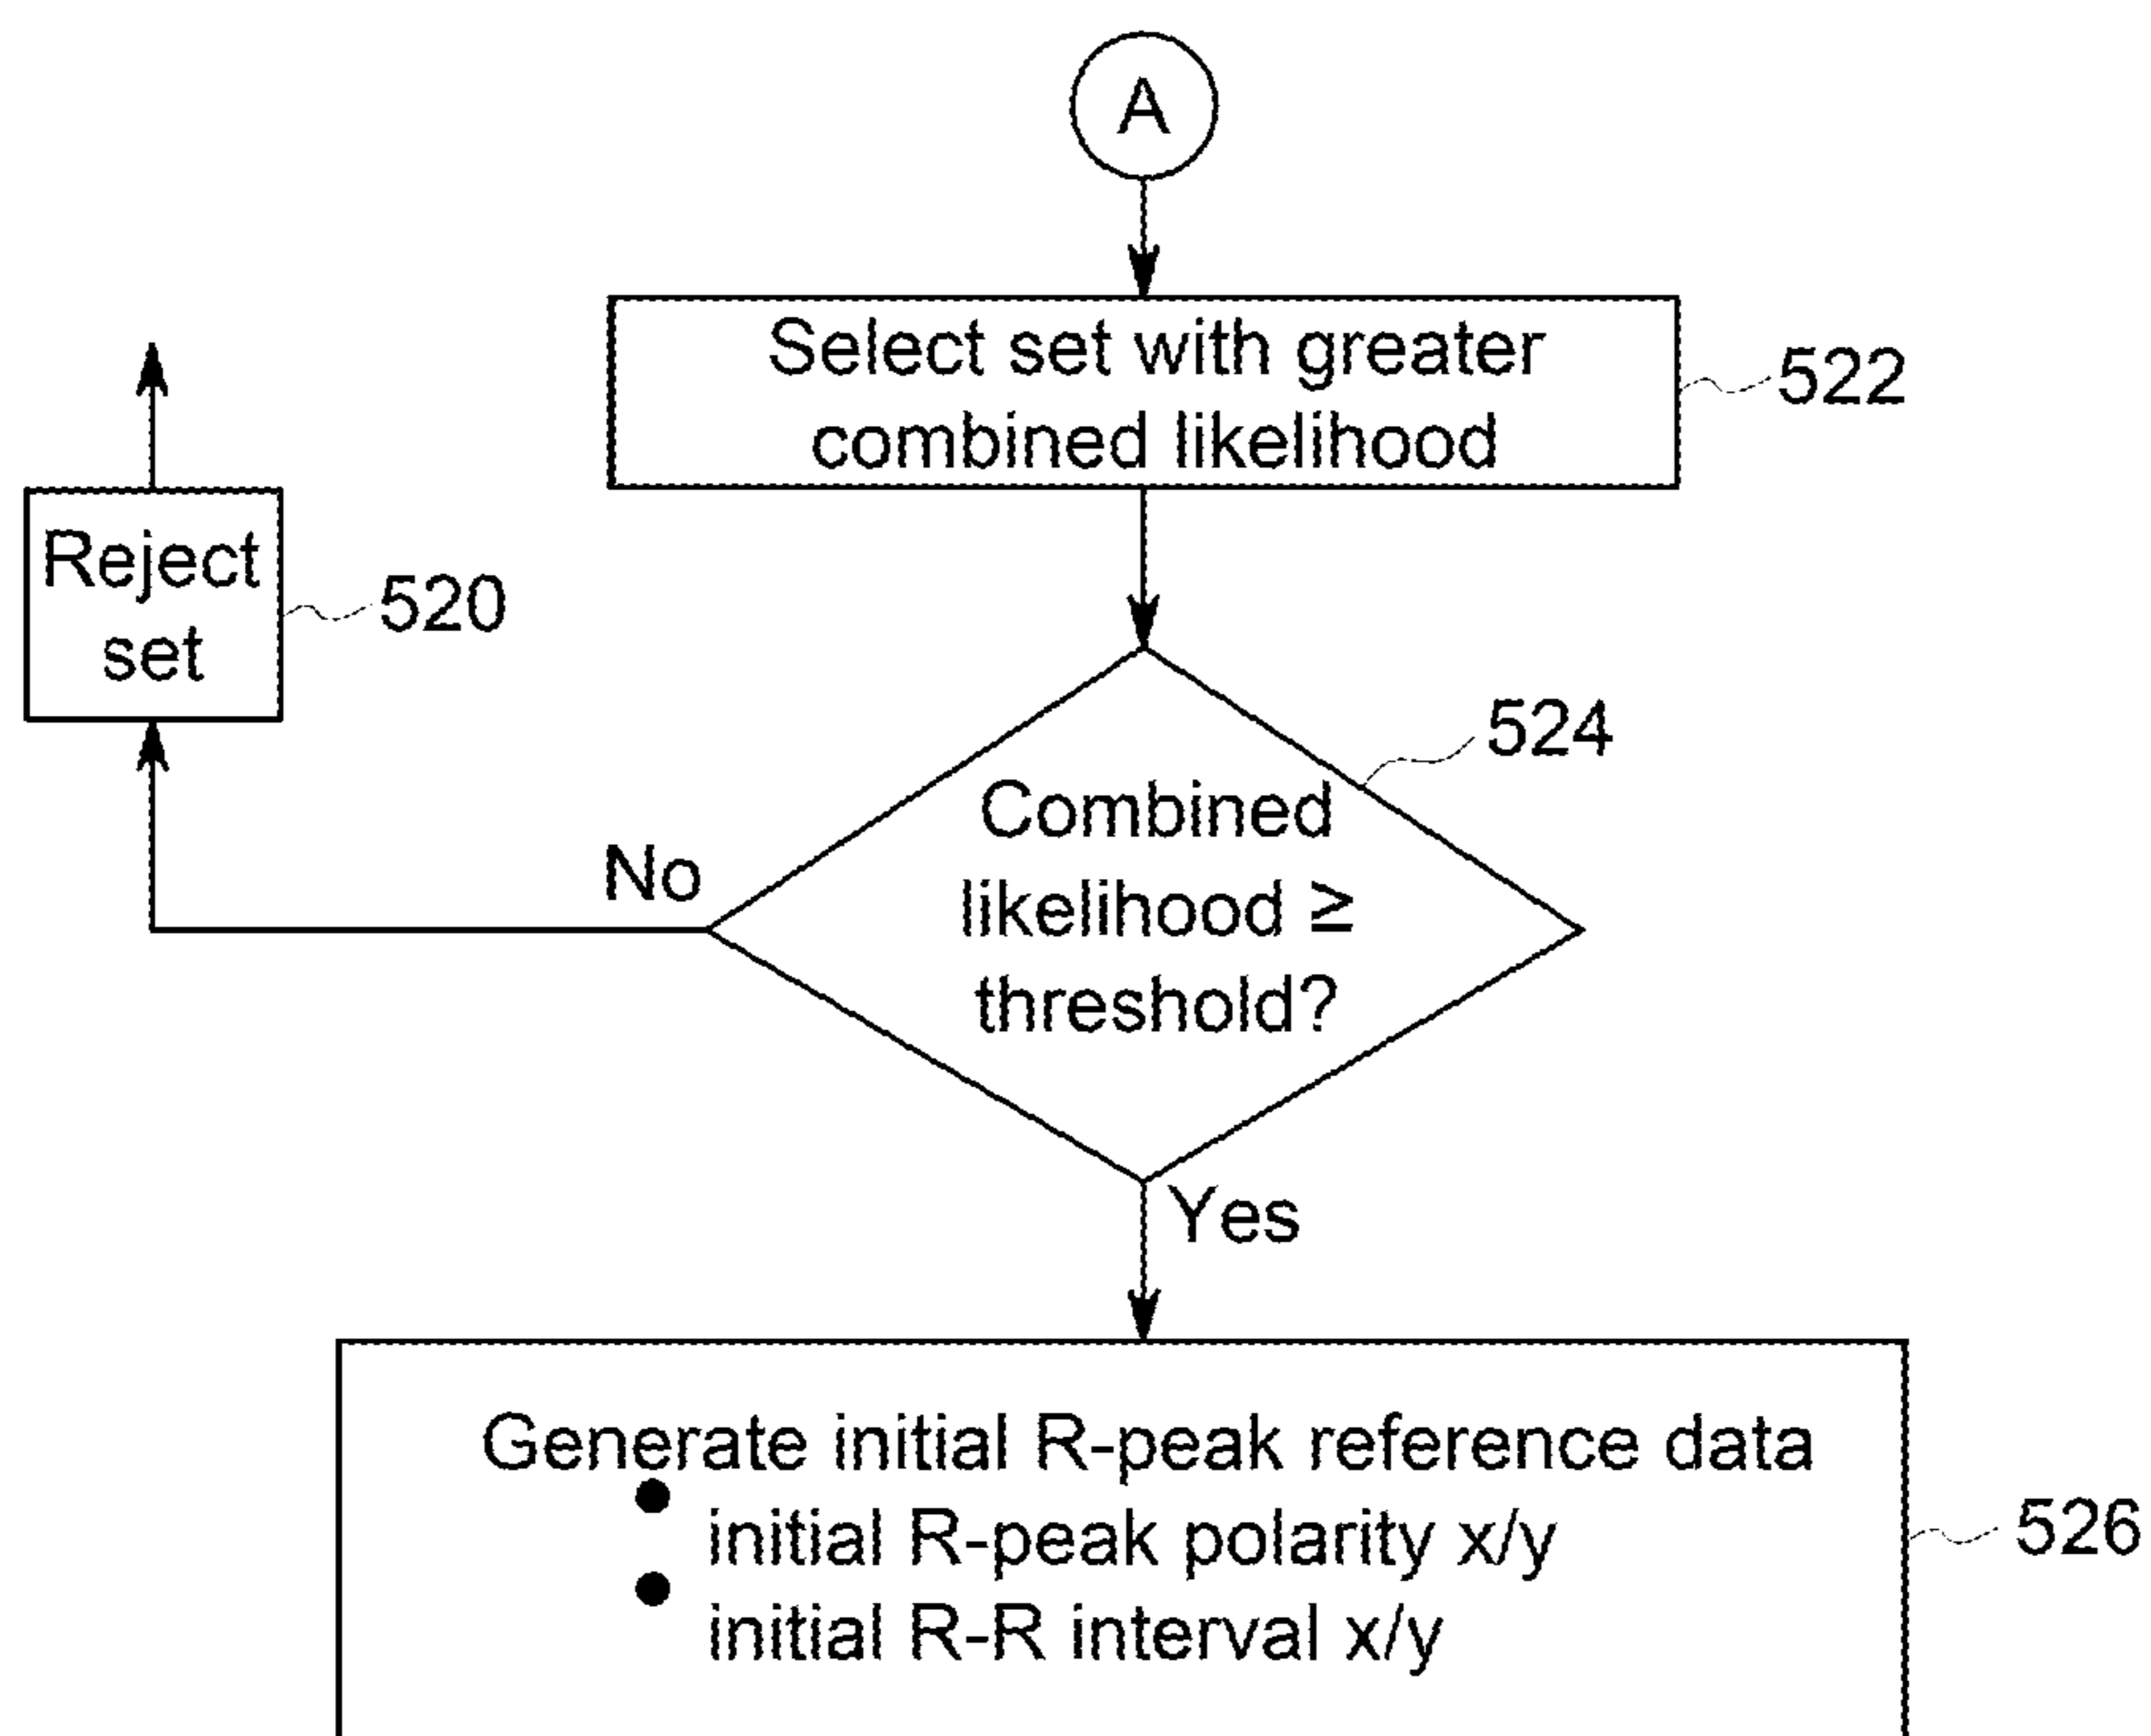 A
Select set with greater
combined likelihood
522
Reject
set
520
524
Combined
likelihood ≥
threshold?
No
Yes
Generate initial R-peak reference data
● initial R-peak polarity x/y
● initial R-R interval x/y
526